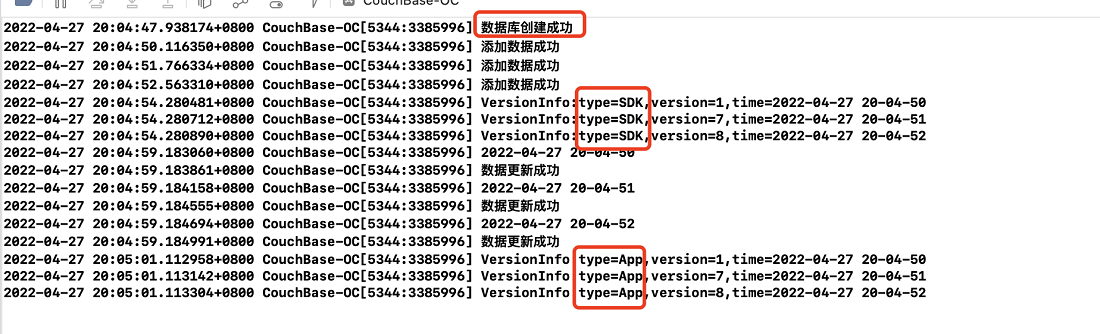 CouchBase-OC
2022-04-27 20:04:47.938174+0800 CouchBase-OC[5344:3385996] 数据库创建成功
2022-04-27 20:04:50.116350+0800 CouchBase-OC[5344:3385996] 添加数据成功
2022-04-27 20:04:51.766334+0800 CouchBase-OC[5344:3385996] 添加数据成功
2022-04-27 20:04:52.563310+0800 CouchBase-OC[5344:3385996] 添加数据成功
2022-04-27 20:04:54.280481+0800 CouchBase-OC[5344:3385996] VersionInfo:type=SDK,version=1,time=2022-04-27 20-04-50
2022-04-27 20:04:54.280712+0800 CouchBase-OC[5344:3385996] VersionInfo:type=SDK,version=7,time=2022-04-27 20-04-51
2022-04-27 20:04:54.280890+0800 CouchBase-OC[5344:3385996] VersionInfo:type=SDK,version=8,time=2022-04-27 20-04-52
2022-04-27 20:04:59.183060+0800 CouchBase-OC[5344:3385996] 2022-04-27 20-04-50
2022-04-27 20:04:59.183861+0800 CouchBase-OC[5344:3385996] 数据更新成功
2022-04-27 20:04:59.184158+0800 CouchBase-OC[5344:3385996] 2022-04-27 20-04-51
2022-04-27 20:04:59.184555+0800 CouchBase-OC[5344:3385996] 数据更新成功
2022-04-27 20:04:59.184694+0800 CouchBase-OC[5344:3385996] 2022-04-27 20-04-52
2022-04-27 20:04:59.184991+0800 CouchBase-OC[5344:3385996] 数据更新成功
2022-04-27 20:05:01.112958+0800 CouchBase-OC[5344:3385996] VersionInfo:type=App,version=1,time=2022-04-27 20-04-50
2022-04-27 20:05:01.113142+0800 CouchBase-OC[5344:3385996] VersionInfo:type=App,version=7,time=2022-04-27 20-04-51
2022-04-27 20:05:01.113304+0800 CouchBase-OC[5344:3385996] VersionInfo:type=App,version=8,time=2022-04-27 20-04-52